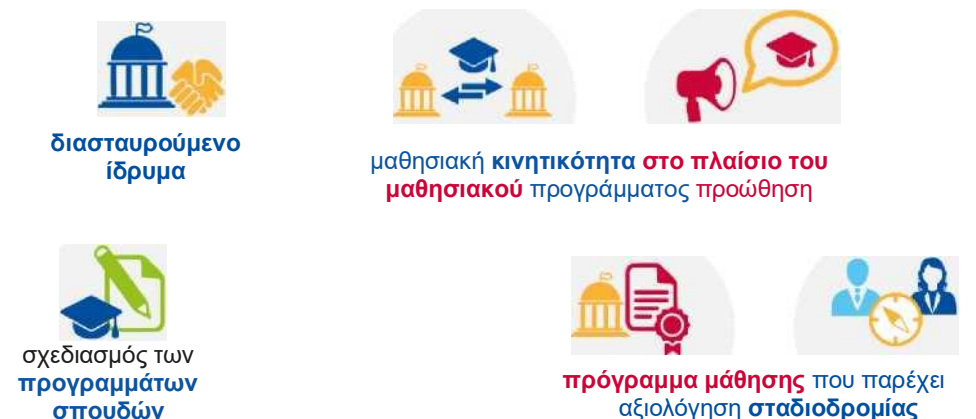 διασταυρούμενο
ίδρυμα
μαθησιακή κινητικότητα στο πλαίσιο του
μαθησιακού προγράμματος προώθηση
σχεδιασμός των
προγραμμάτων
σπουδών
πρόγραμμα μάθησης που παρέχει
αξιολόγηση σταδιοδρομίας